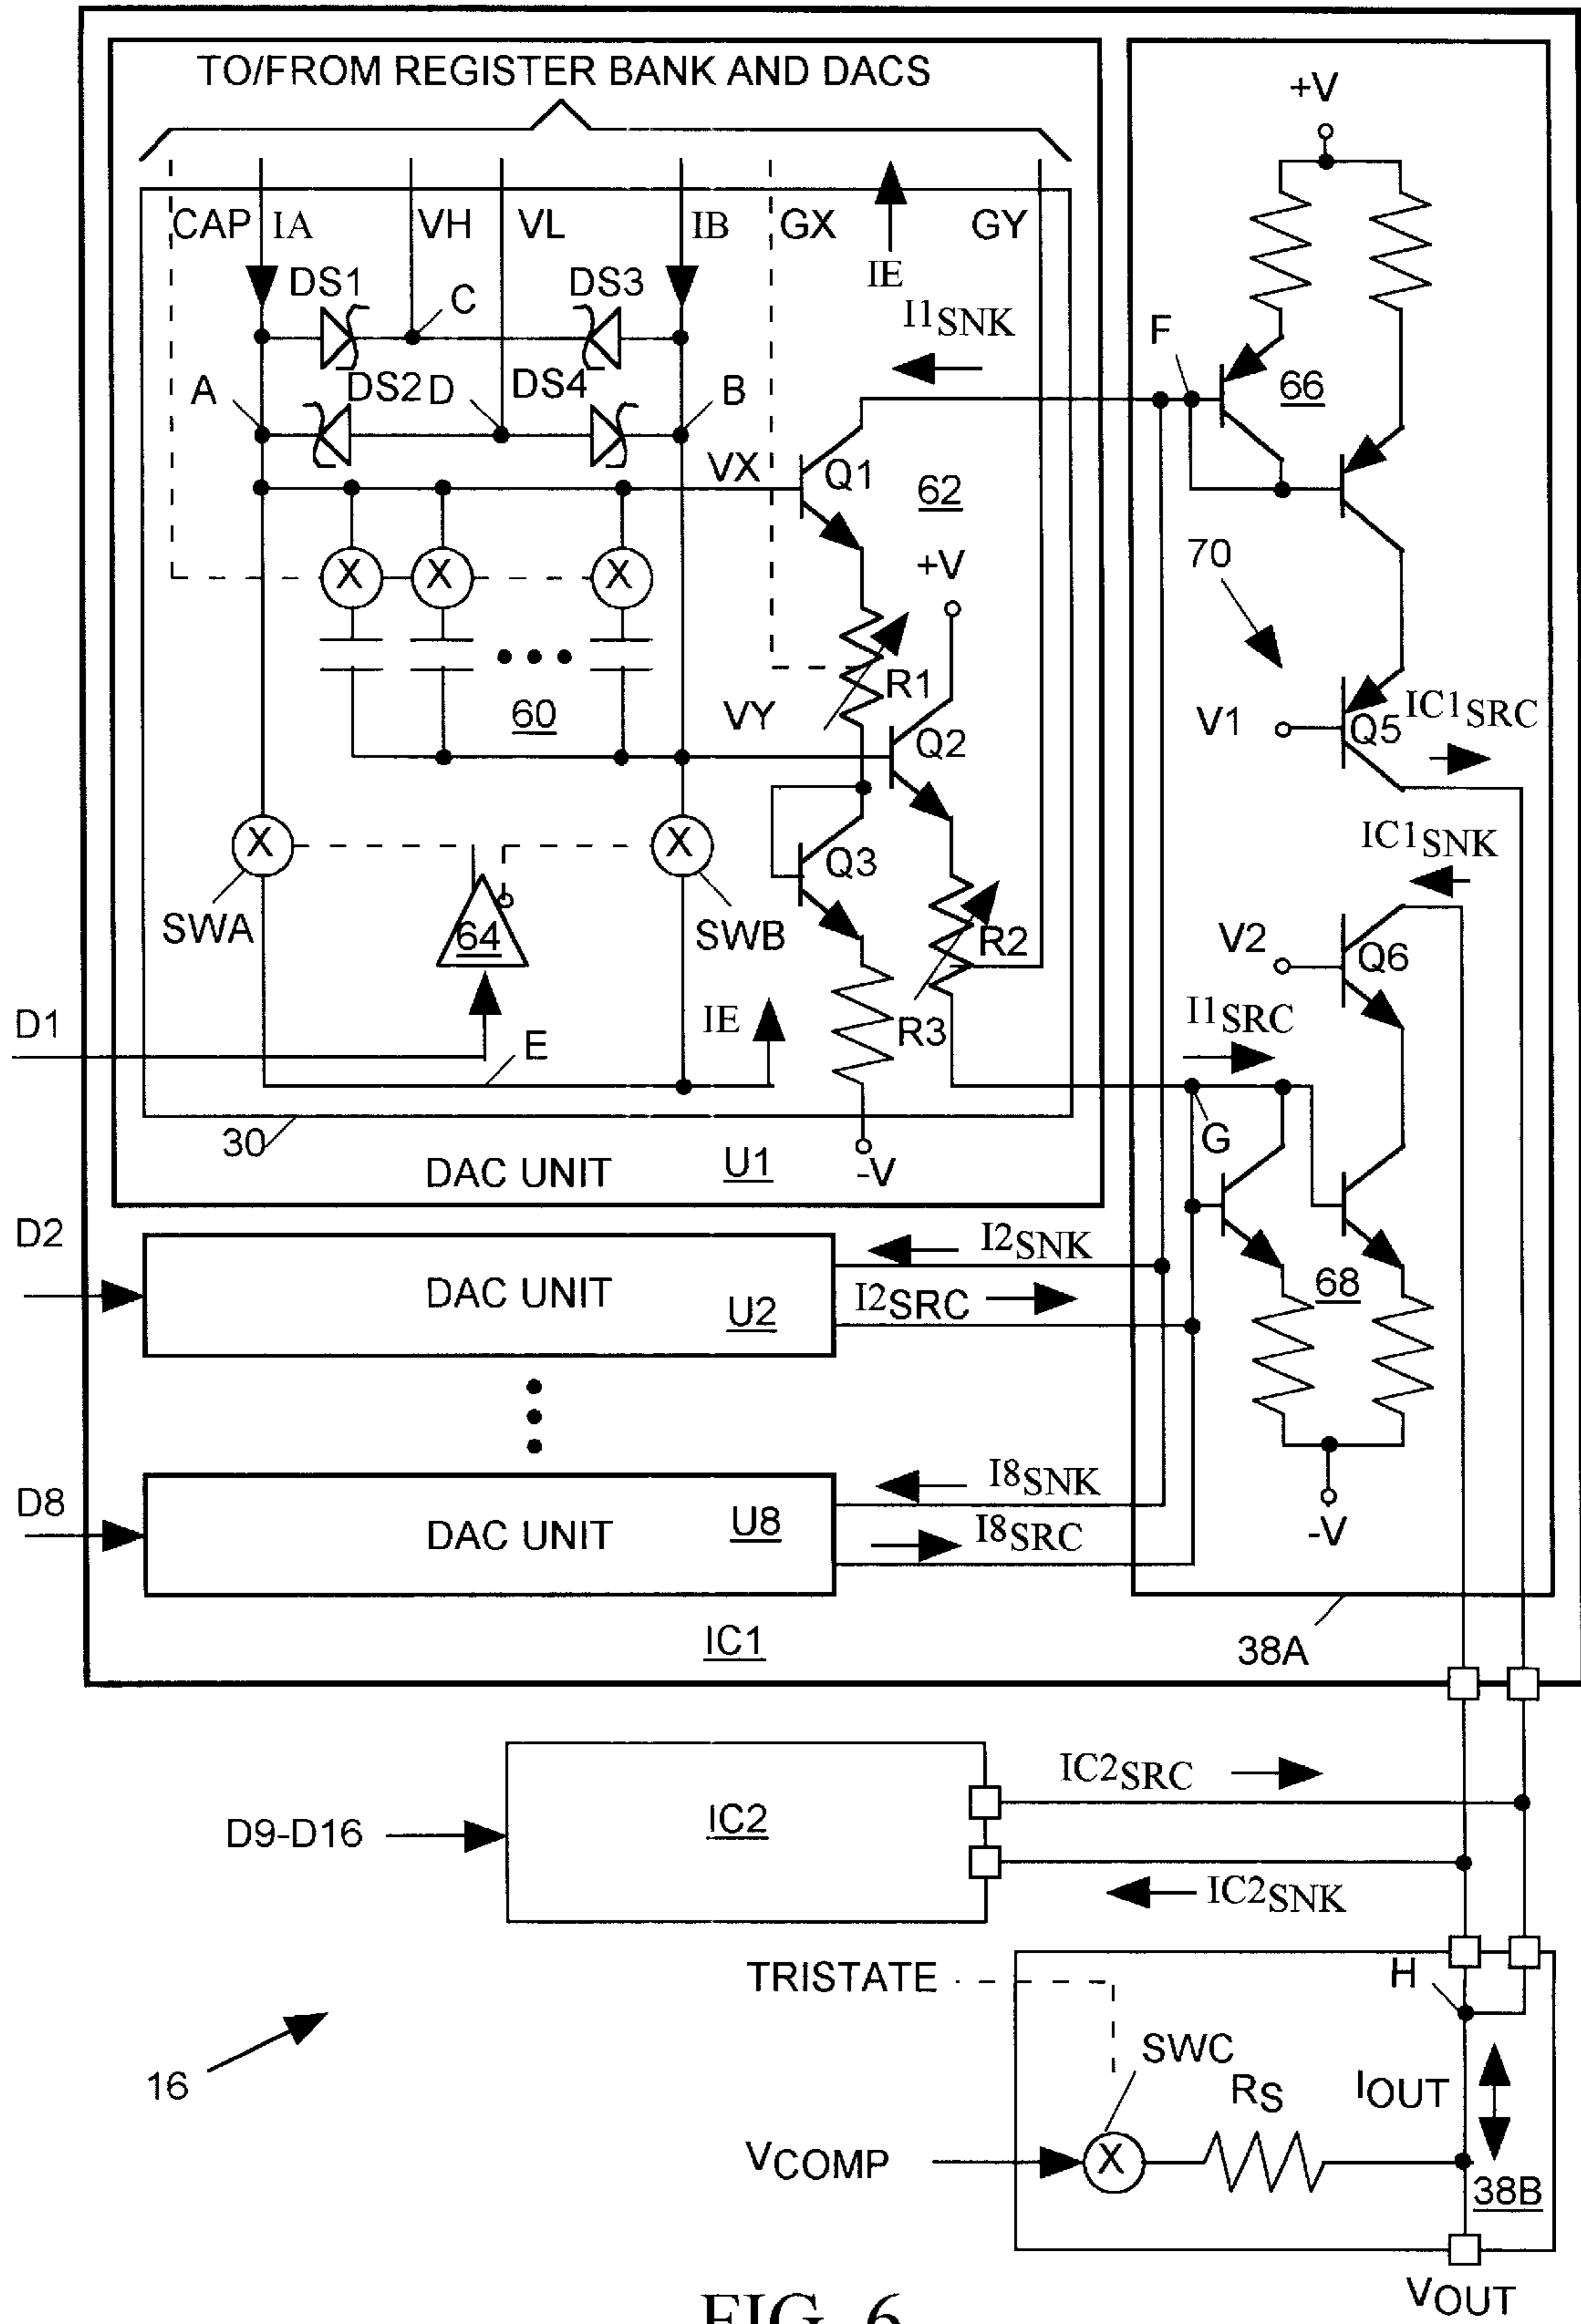 TO/FROM REGISTER BANK AND DACS
+V
CAP IA VH VL IB GX IE GY
DS1 C DS3 I1SNK F
A DS2 D DS4 B 66
VX Q1 62
70 +V
X X X
R1
60 VY V1 Q5 IC1SRC
Q2
X X Q3 IC1SNK
SWA 64 SWB R2 V2 Q6
D1 IE R3 I1SRC
E
30 G
DAC UNIT U1 -V
D2 I2SNK
DAC UNIT U2 I2SRC 68
D8 I8SNK
DAC UNIT U8 I8SRC -V
IC1 38A
IC2SRC
D9-D16 IC2
IC2SNK
TRISTATE H
16 SWC RS IOUT
VCOMP X 38B
VOUT
FIG. 6